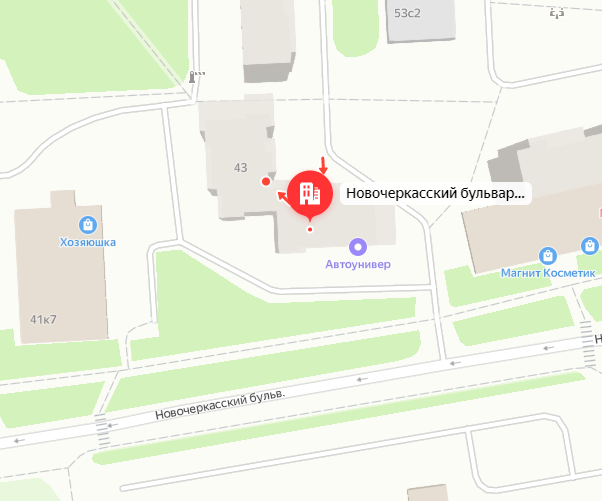 53с2
43
Новочеркасский бульвар...
Хозяюшка
Автоунивер
Магнит Косметик
41к7
Новочеркасский бульв.